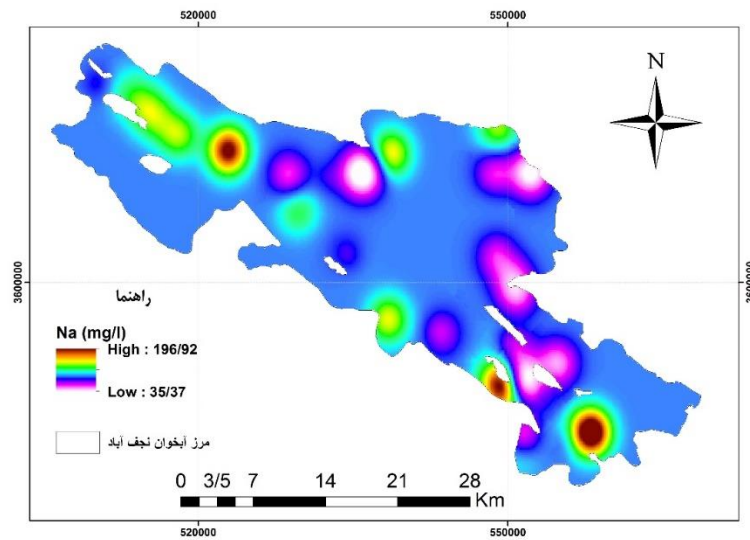 520000
550000
N
3600000
3600000
راهنما
Na (mg/l)
High : 196/92
Low : 35/37
مرز آبخوان نجف آباد
0 3/5 7 14 21 28
Km
520000
550000